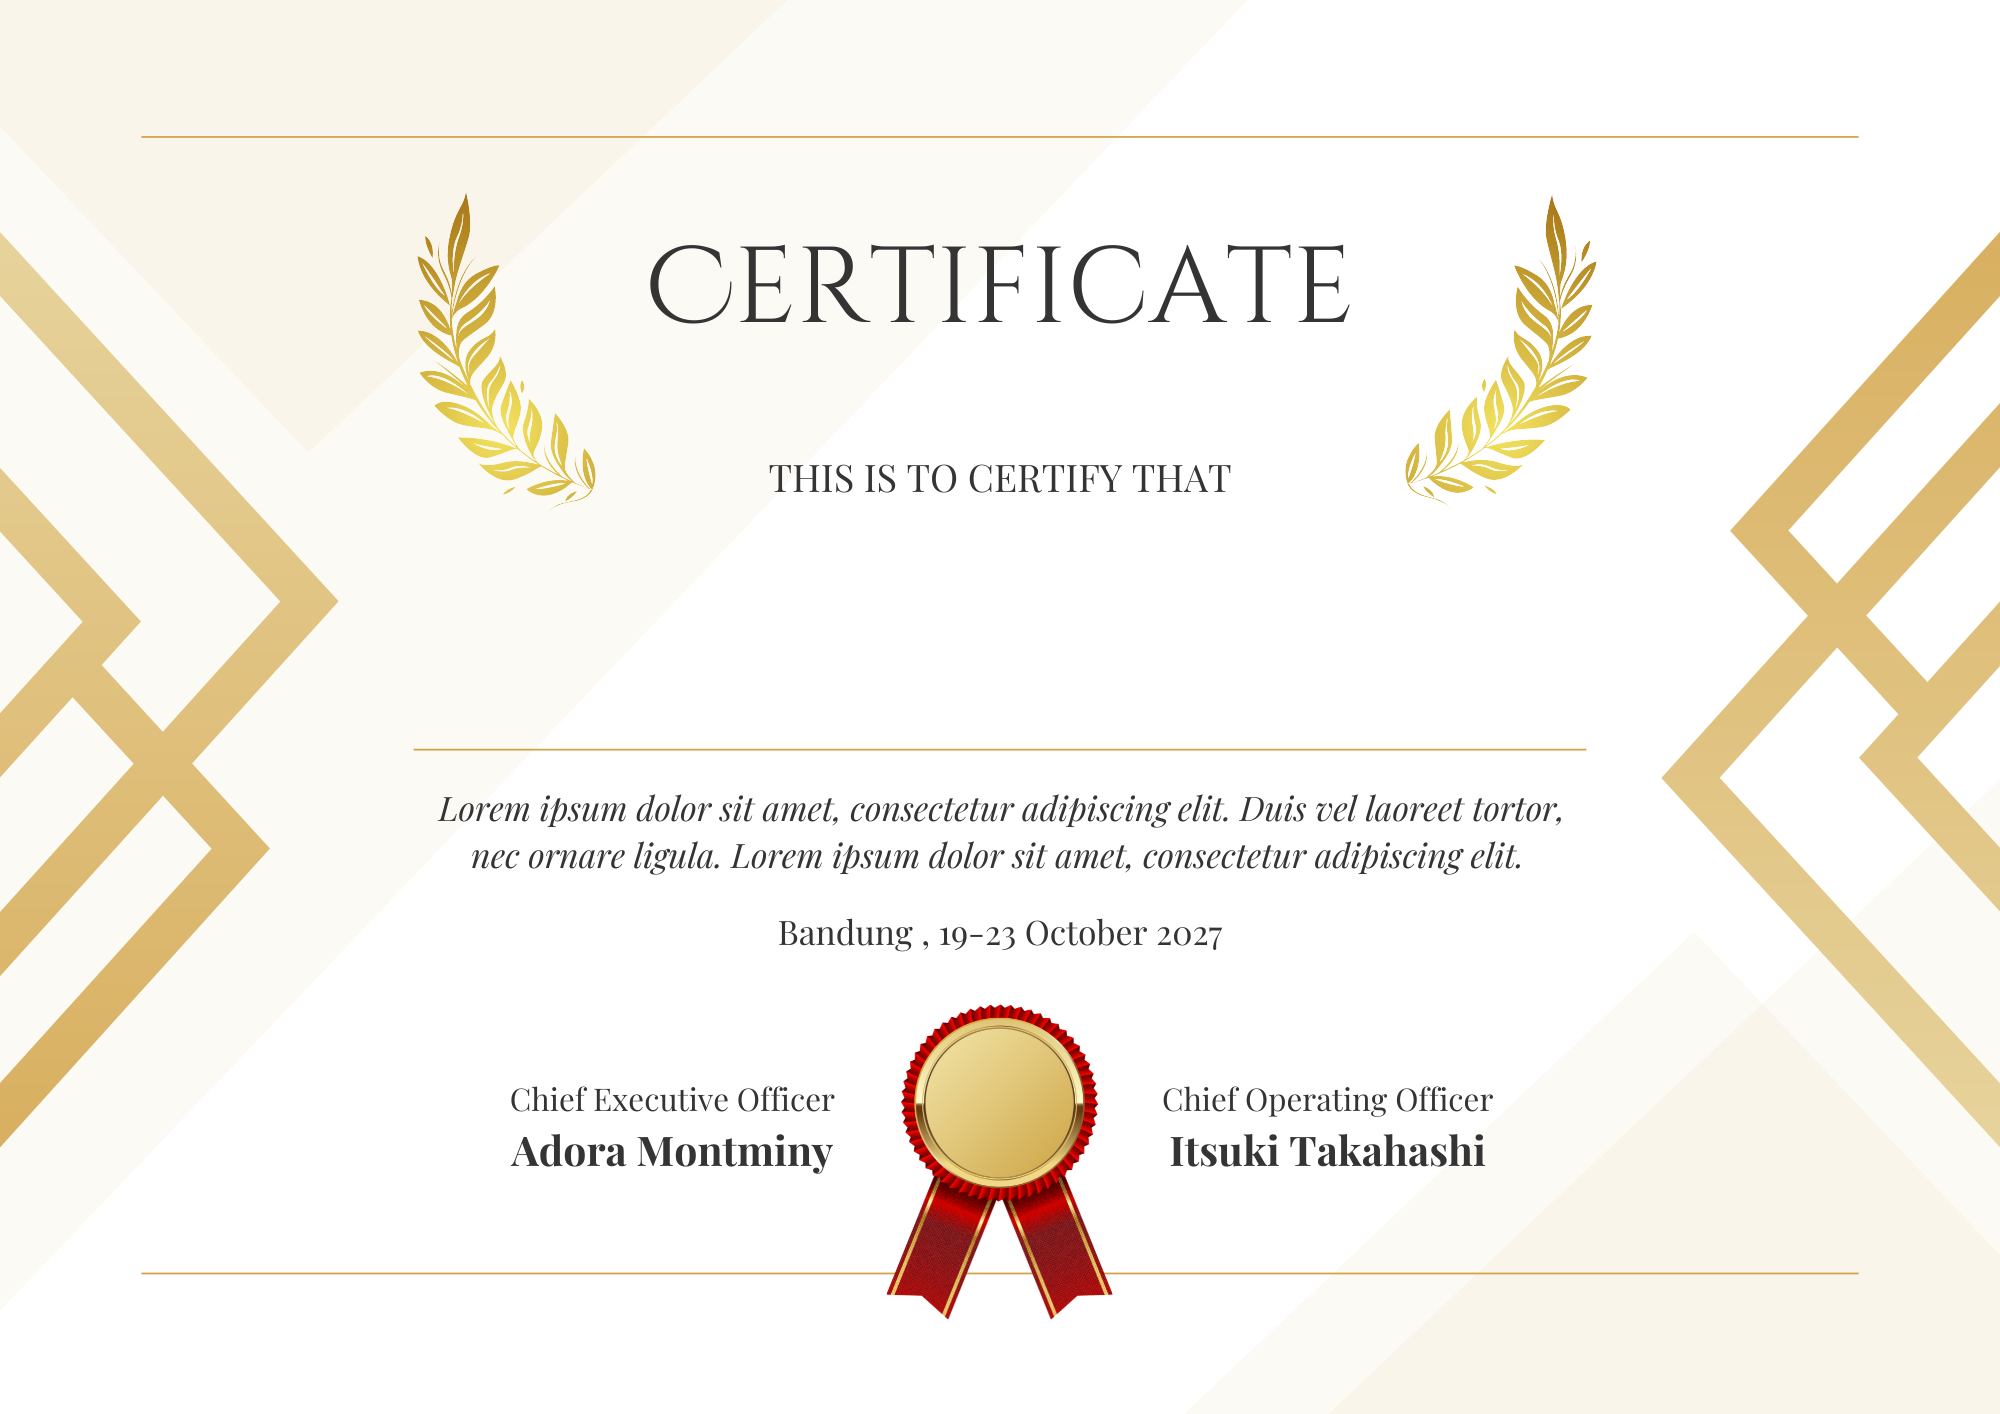 CERTIFICATE
THIS IS TO CERTIFY THAT
Lorem ipsum dolor sit amet, consectetur adipiscing elit. Duis vel laoreet tortor,
nec ornare ligula. Lorem ipsum dolor sit amet, consectetur adipiscing elit.
Bandung , 19-23 October 2027
Chief Executive Officer
Adora Montminy
Chief Operating Officer
Itsuki Takahashi